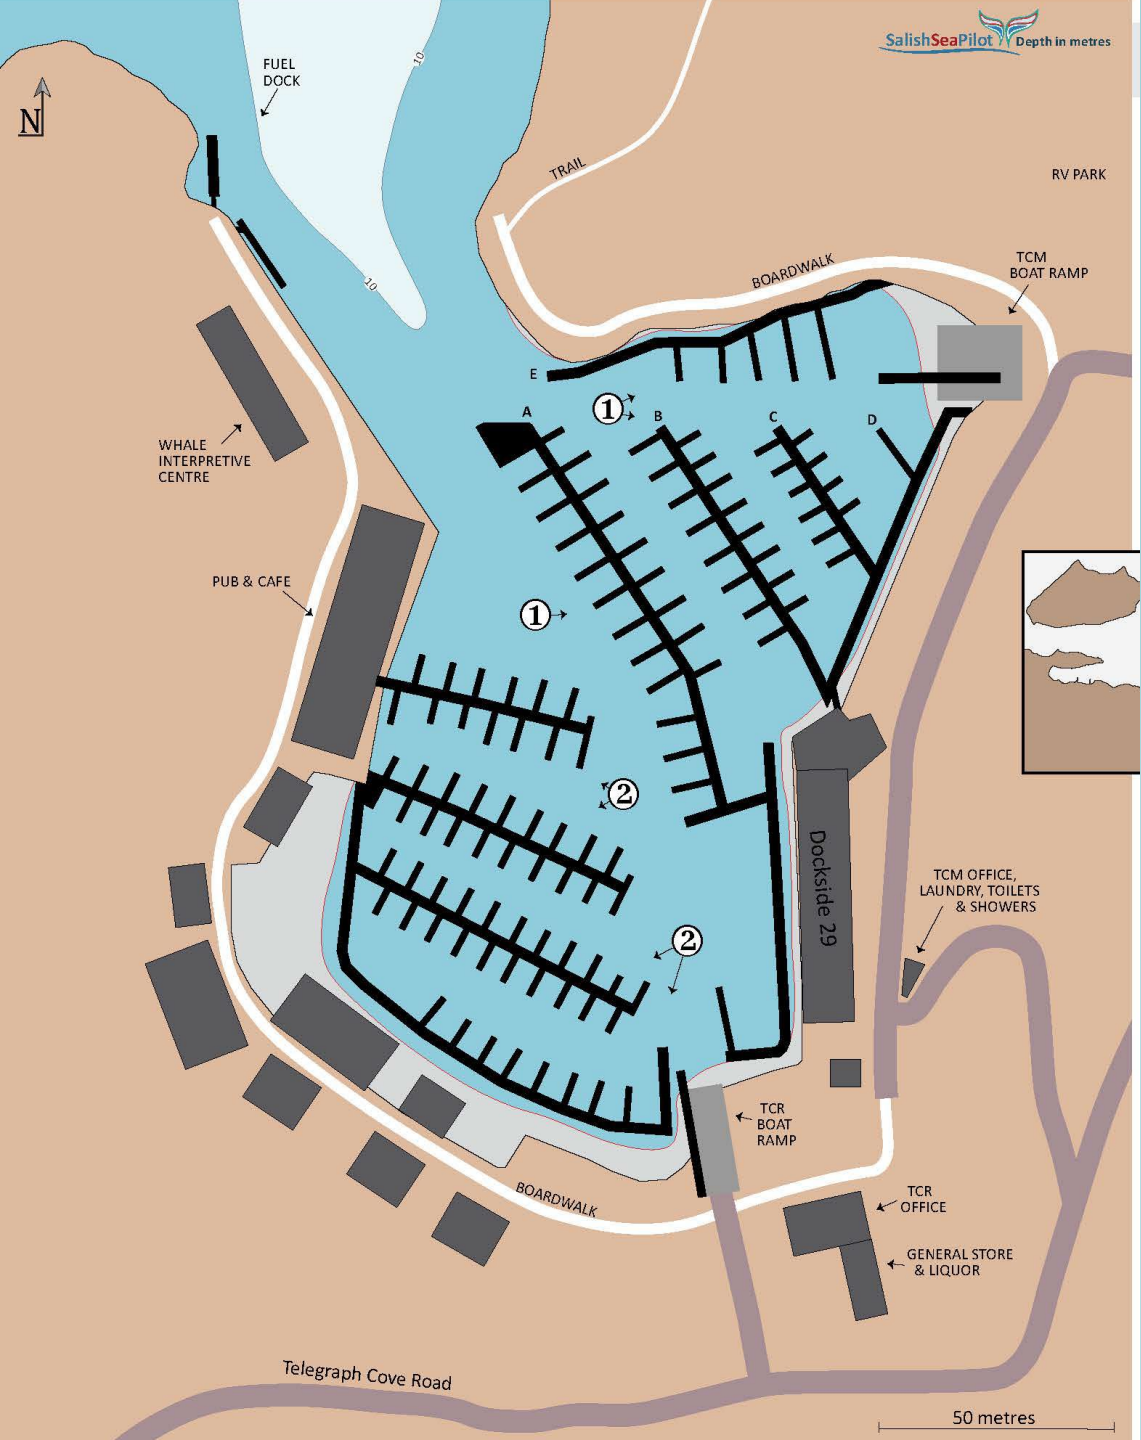 SalishSeaPilot Depth in metres
FUEL
DOCK
10
N
TRAIL
RV PARK
TCM
BOAT RAMP
BOARDWALK
10
E
A
1
B
C
D
WHALE
INTERPRETIVE
CENTRE
PUB & CAFE
1
2
Dockside 29
TCM OFFICE,
LAUNDRY, TOILETS
& SHOWERS
2
TCR
BOAT
RAMP
BOARDWALK
TCR
OFFICE
GENERAL STORE
& LIQUOR
Telegraph Cove Road
50 metres